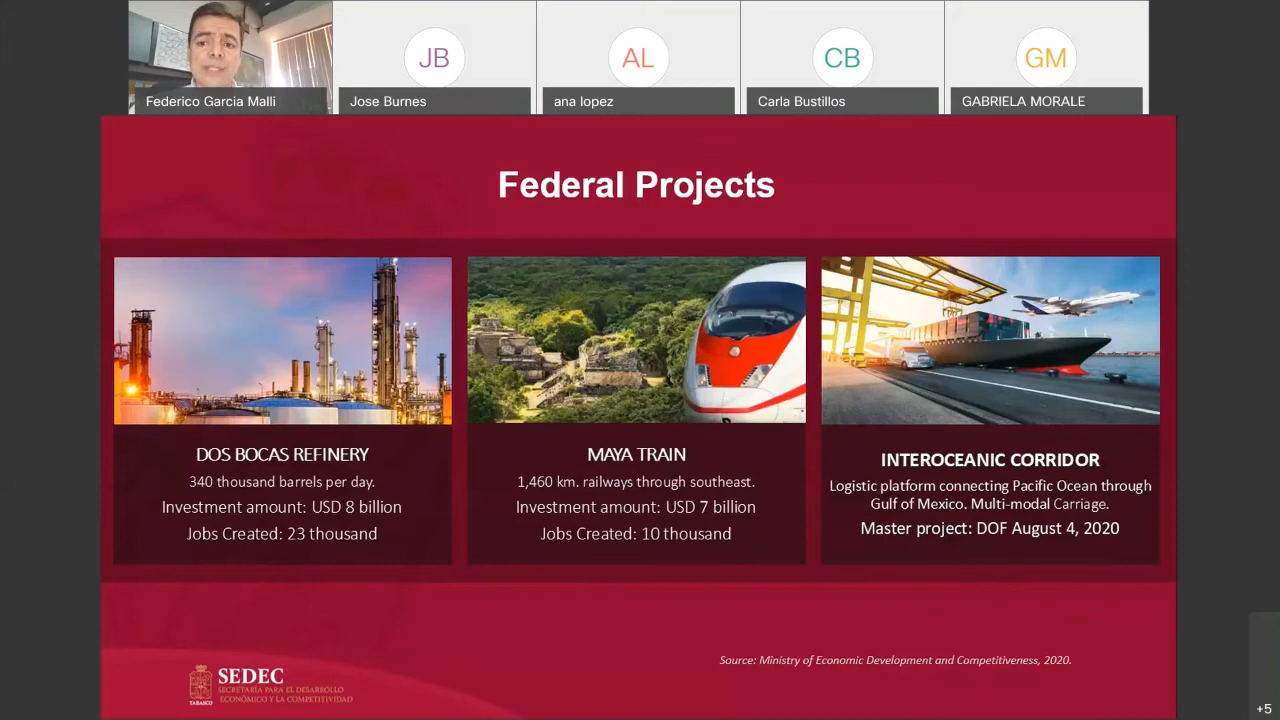 JB
AL
CB
GM
Federico Garcia Malli
Jose Burnes
ana lopez
Carla Bustillos
GABRIELA MORALE
Federal Projects
DOS BOCAS REFINERY
340 thousand barrels per day.
Investment amount: USD 8 billion
Jobs Created: 23 thousand
MAYA TRAIN
1,460 km. railways through southeast.
Investment amount: USD 7 billion
Jobs Created: 10 thousand
INTEROCEANIC CORRIDOR
Logistic platform connecting Pacific Ocean through
Gulf of Mexico. Multi-modal Carriage.
Master project: DOF August 4, 2020
Source: Ministry of Economic Development and Competitiveness, 2020.
TABASCO
SEDEC
SECRETARÍA PARA EL DESARROLLO
ECONÓMICO Y LA COMPETITIVIDAD
+5